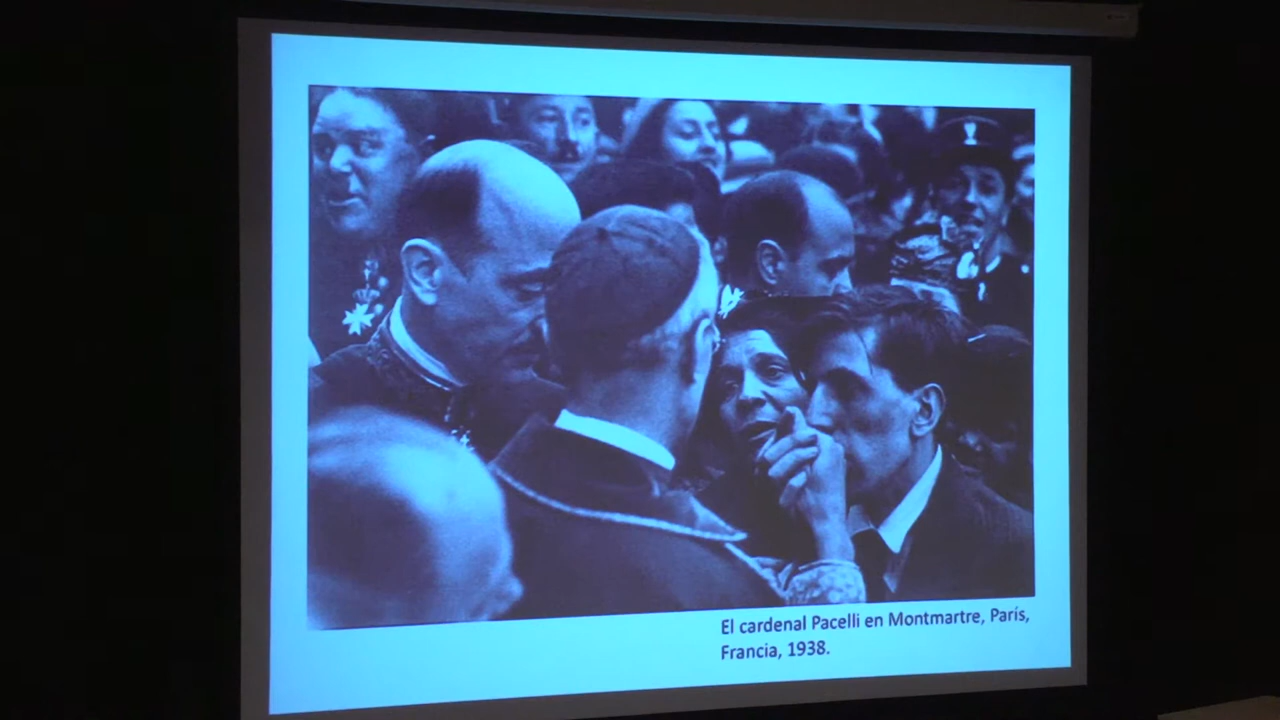 El cardenal Pacelli en Montmartre, París,
Francia, 1938.